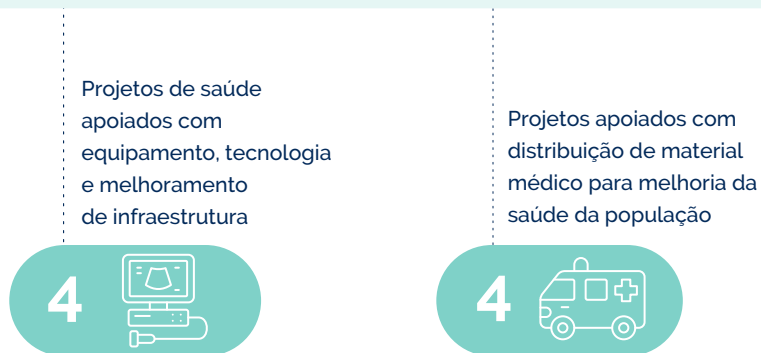 Projetos de saúde
apoiados com
equipamento, tecnologia
e melhoramento
de infraestrutura
4
Projetos apoiados com
distribuição de material
médico para melhoria da
saúde da população
4